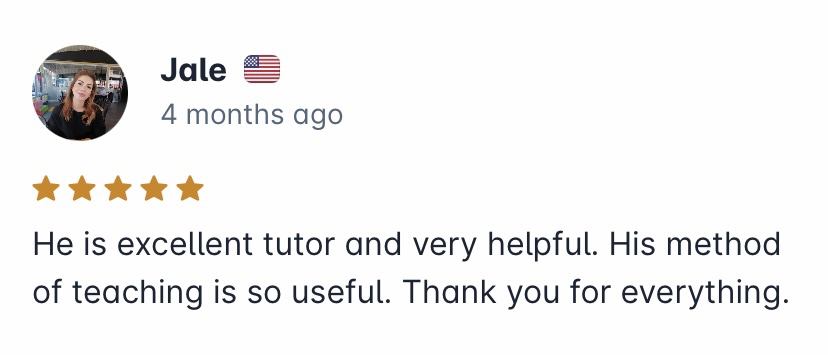 Jale
4 months ago
He is excellent tutor and very helpful. His method
of teaching is so useful. Thank you for everything.